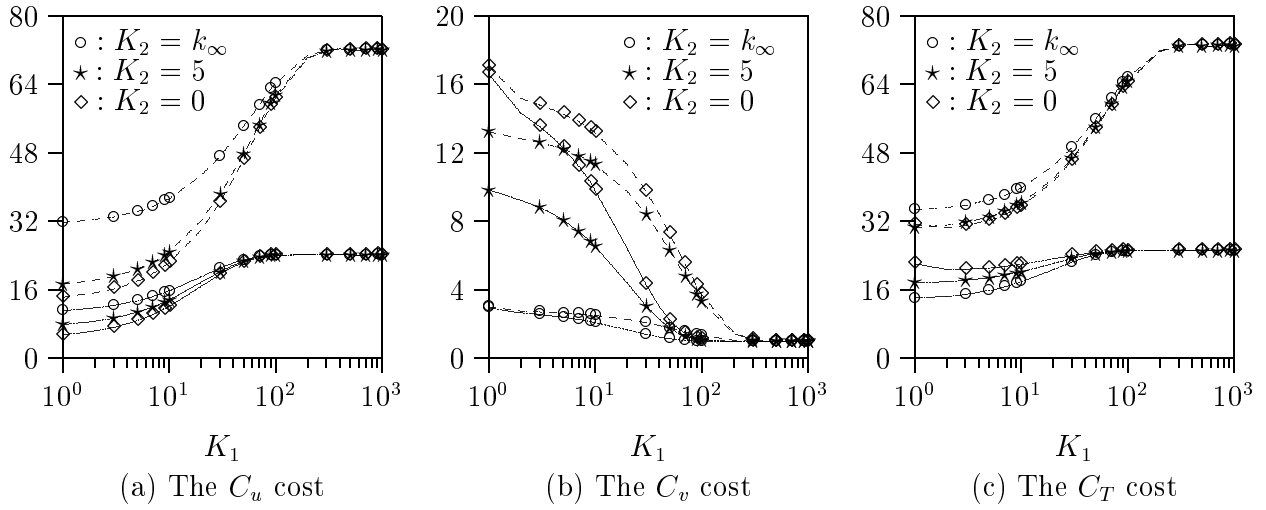 80
64
48
32
16
0
○ : K₂ = k∞
★ : K₂ = 5
◇ : K₂ = 0
10⁰ 10¹ 10² 10³
K₁
(a) The Cᵤ cost
20
16
12
8
4
0
○ : K₂ = k∞
★ : K₂ = 5
◇ : K₂ = 0
10⁰ 10¹ 10² 10³
K₁
(b) The Cᵥ cost
80
64
48
32
16
0
○ : K₂ = k∞
★ : K₂ = 5
◇ : K₂ = 0
10⁰ 10¹ 10² 10³
K₁
(c) The C_T cost